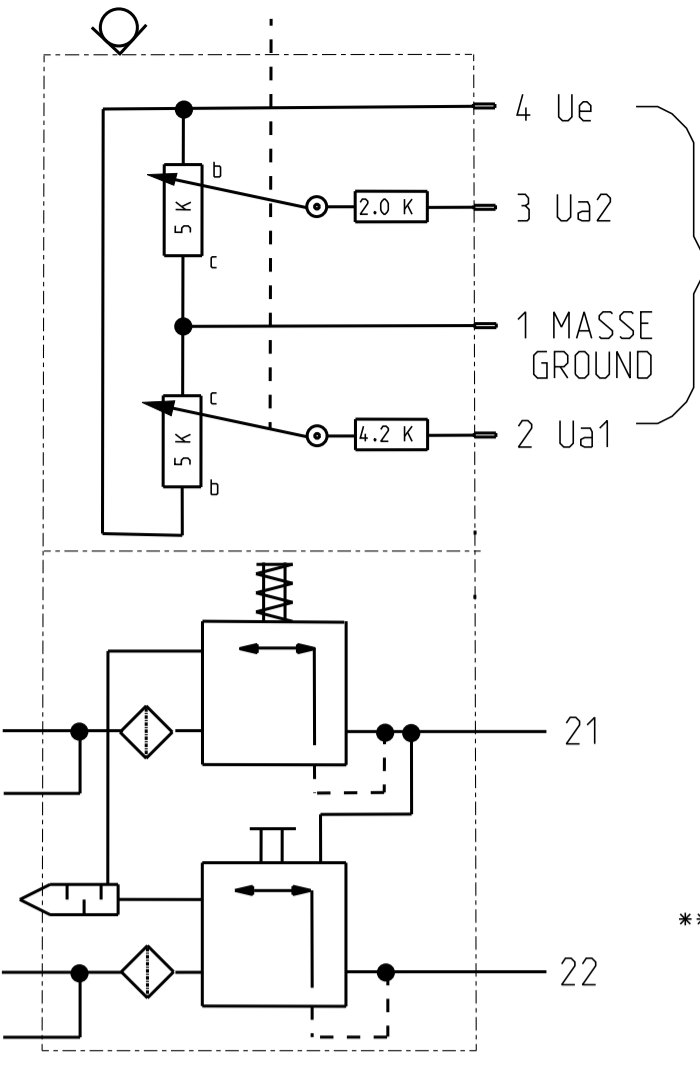 4 Ue
b
5 K
2.0 K
3 Ua2
c
1 MASSE
GROUND
c
5 K
4.2 K
2 Ua1
b
21
**
22